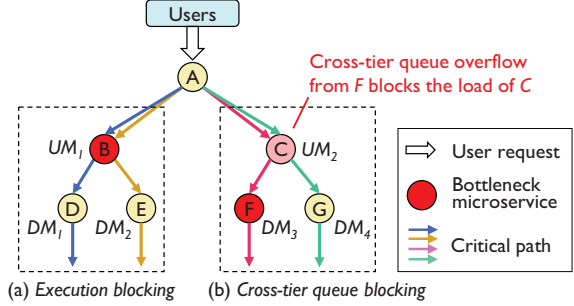 Users
A
Cross-tier queue overflow
from F blocks the load of C
B
UM1
C
UM2
D
E
F
G
DM1
DM2
DM3
DM4
(a) Execution blocking
(b) Cross-tier queue blocking
User request
Bottleneck
microservice
Critical path